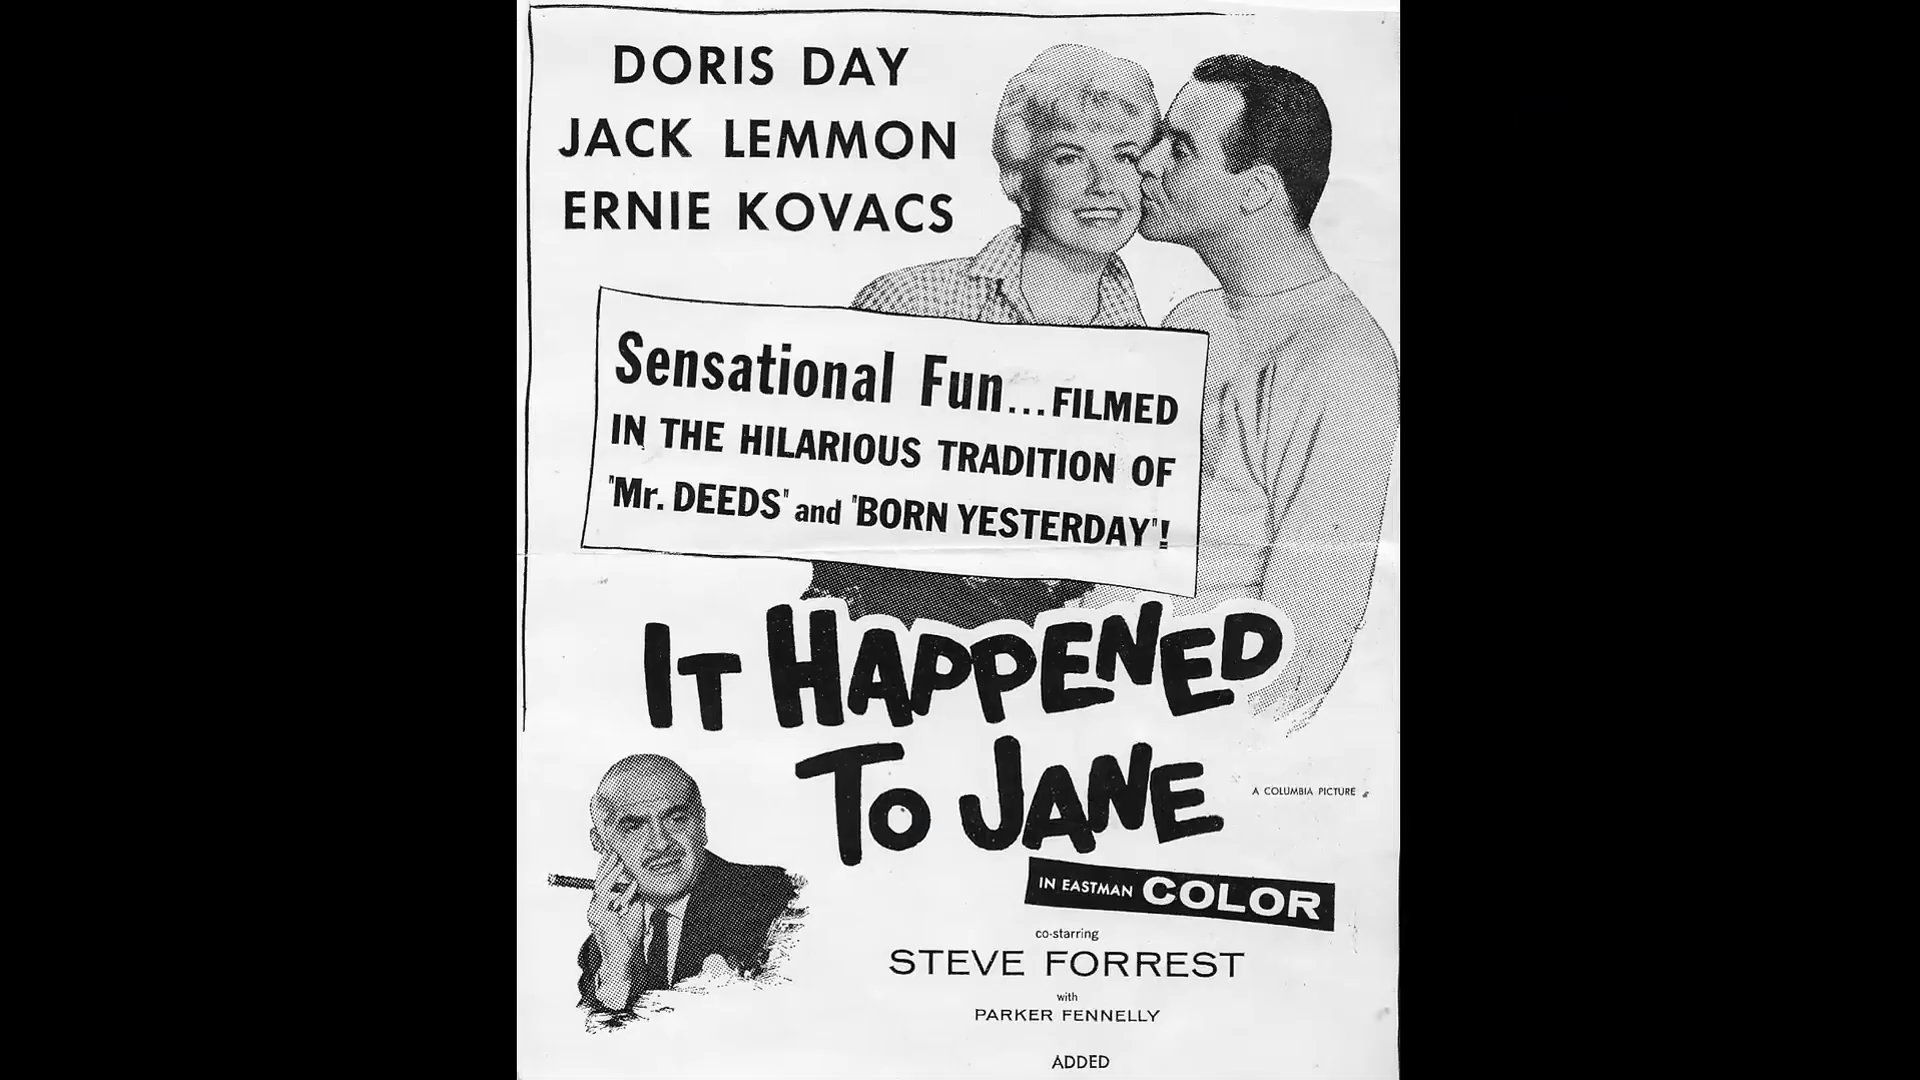 DORIS DAY
JACK LEMMON
ERNIE KOVACS
Sensational Fun...FILMED
IN THE HILARIOUS TRADITION OF
"Mr. DEEDS" and "BORN YESTERDAY"!
IT HAPPENED
TO JANE
A COLUMBIA PICTURE
IN EASTMAN COLOR
co-starring
STEVE FORREST
with
PARKER FENNELLY
ADDED